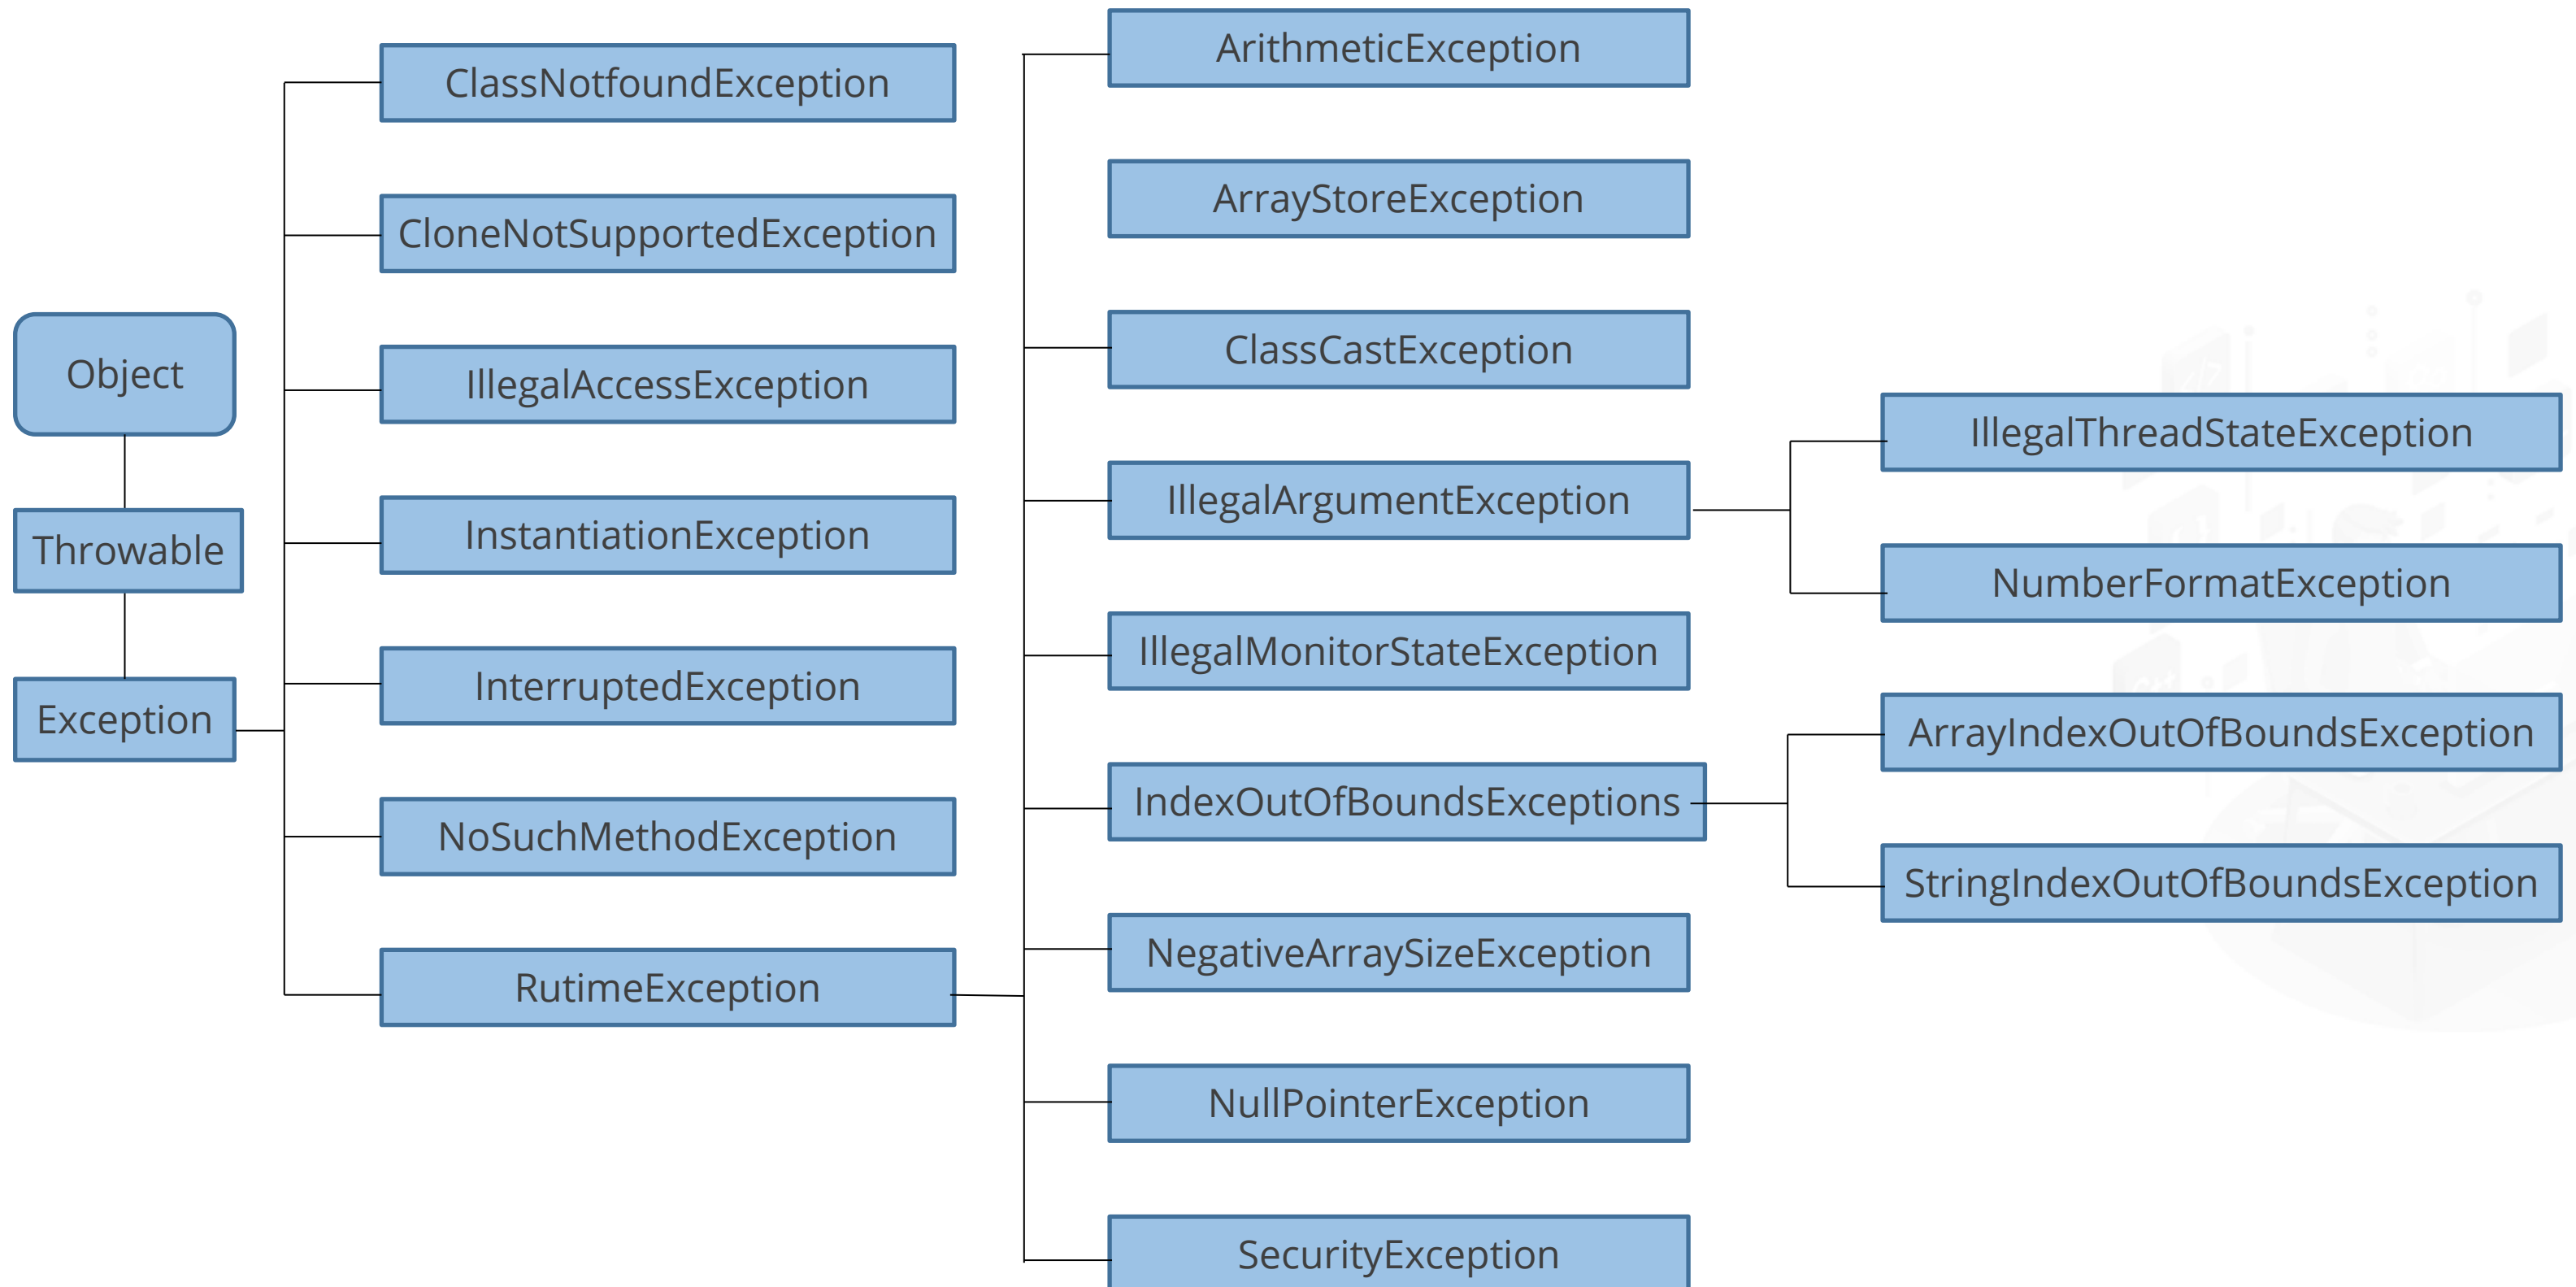 Object
Throwable
Exception
ClassNotfoundException
CloneNotSupportedException
IllegalAccessException
InstantiationException
InterruptedException
NoSuchMethodException
RutimeException
ArithmeticException
ArrayStoreException
ClassCastException
IllegalArgumentException
IllegalMonitorStateException
IndexOutOfBoundsExceptions
NegativeArraySizeException
NullPointerException
SecurityException
IllegalThreadStateException
NumberFormatException
ArrayIndexOutOfBoundsException
StringIndexOutOfBoundsException